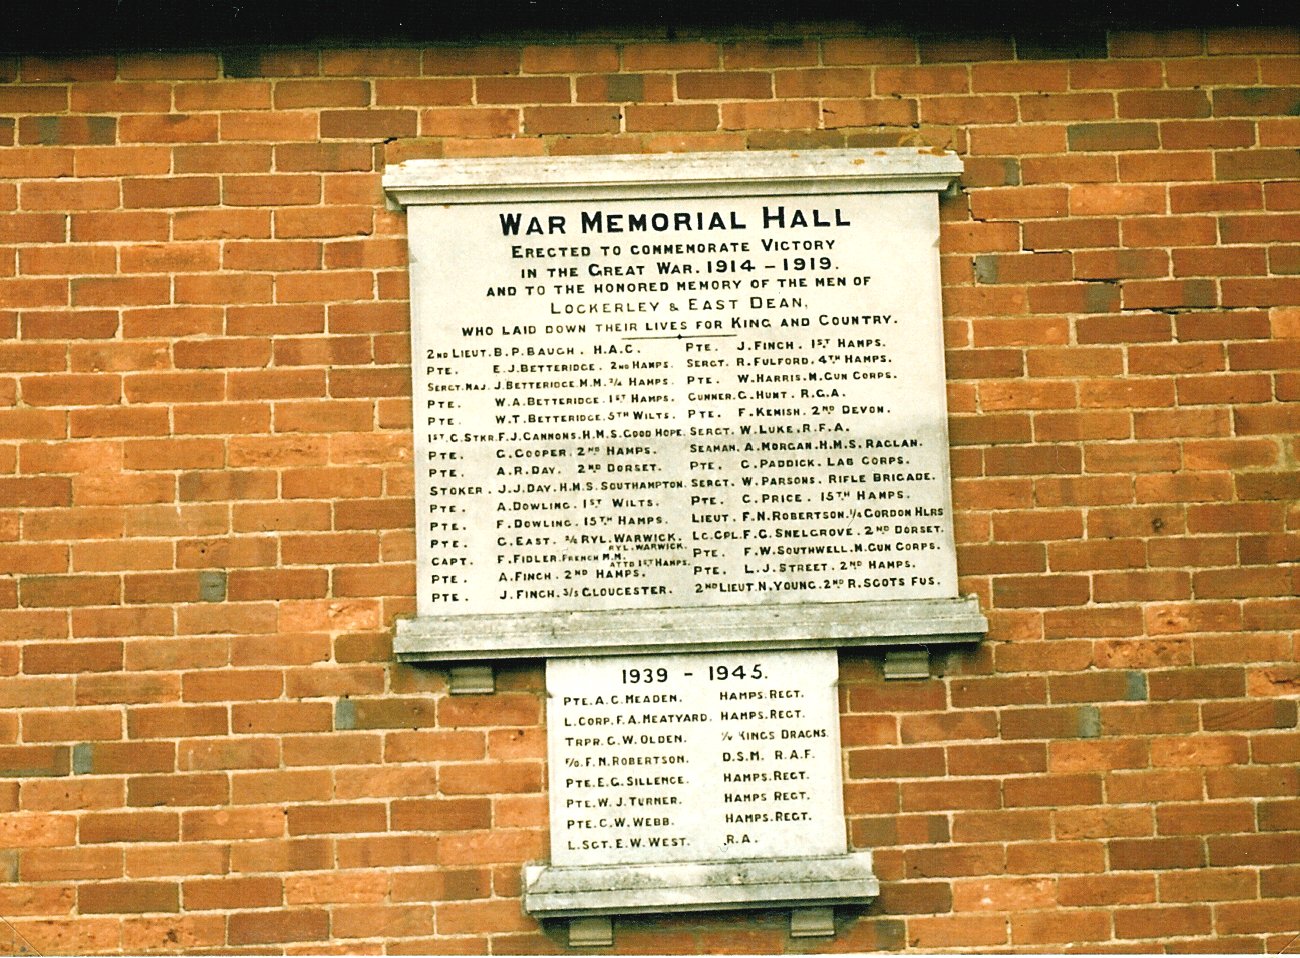 WAR MEMORIAL HALL
ERECTED TO COMMEMORATE VICTORY
IN THE GREAT WAR. 1914 - 1919.
AND TO THE HONORED MEMORY OF THE MEN OF
LOCKERLEY & EAST DEAN,
WHO LAID DOWN THEIR LIVES FOR KING AND COUNTRY.
2ND LIEUT. B.P. BAUGH. H.A.C.
PTE. E.J. BETTERIDGE. 2ND HAMPS.
SERGT. MAJ. J. BETTERIDGE. M.M. 2/4 HAMPS.
PTE. W.A. BETTERIDGE. 1ST HAMPS.
PTE. W.T. BETTERIDGE. 5TH WILTS.
1ST. C. STKR. F.J. CANNONS. H.M.S. GOOD HOPE.
PTE. G. COOPER. 2ND HAMPS.
PTE. A.R. DAY. 2ND DORSET.
STOKER. J.J. DAY. H.M.S. SOUTHAMPTON.
PTE. A. DOWLING. 1ST WILTS.
PTE. F. DOWLING. 15TH HAMPS.
PTE. C. EAST. 2/6 RYL. WARWICK.
CAPT. F. FIDLER. FRENCH M.M. RYL. WARWICK. ATTD 1ST HAMPS.
PTE. A. FINCH. 2ND HAMPS.
PTE. J. FINCH. 3/5 GLOUCESTER.
PTE. J. FINCH. 1ST HAMPS.
SERGT. R. FULFORD. 4TH HAMPS.
PTE. W. HARRIS. M. GUN CORPS.
GUNNER. G. HUNT. R.G.A.
PTE. F. KEMISH. 2ND DEVON.
SERGT. W. LUKE. R.F.A.
SEAMAN. A. MORGAN. H.M.S. RAGLAN.
PTE. C. PADDICK. LAB CORPS.
SERGT. W. PARSONS. RIFLE BRIGADE.
PTE. C. PRICE. 15TH HAMPS.
LIEUT. F.N. ROBERTSON. 1/4 GORDON HLRS
LC. CPL. F.G. SNELGROVE. 2ND DORSET.
PTE. F.W. SOUTHWELL. M. GUN CORPS.
PTE. L.J. STREET. 2ND HAMPS.
2ND LIEUT. N. YOUNG. 2ND R. SCOTS FUS.
1939 - 1945.
PTE. A.G. MEADEN. HAMPS. REGT.
L. CORP. F.A. MEATYARD. HAMPS. REGT.
TRPR. G.W. OLDEN. KINGS DRAGNS.
F/O. F.N. ROBERTSON. D.S.M. R.A.F.
PTE. E.G. SILLENCE. HAMPS. REGT.
PTE. W.J. TURNER. HAMPS REGT.
PTE. C.W. WEBB. HAMPS. REGT.
L. SGT. E.W. WEST. R.A.